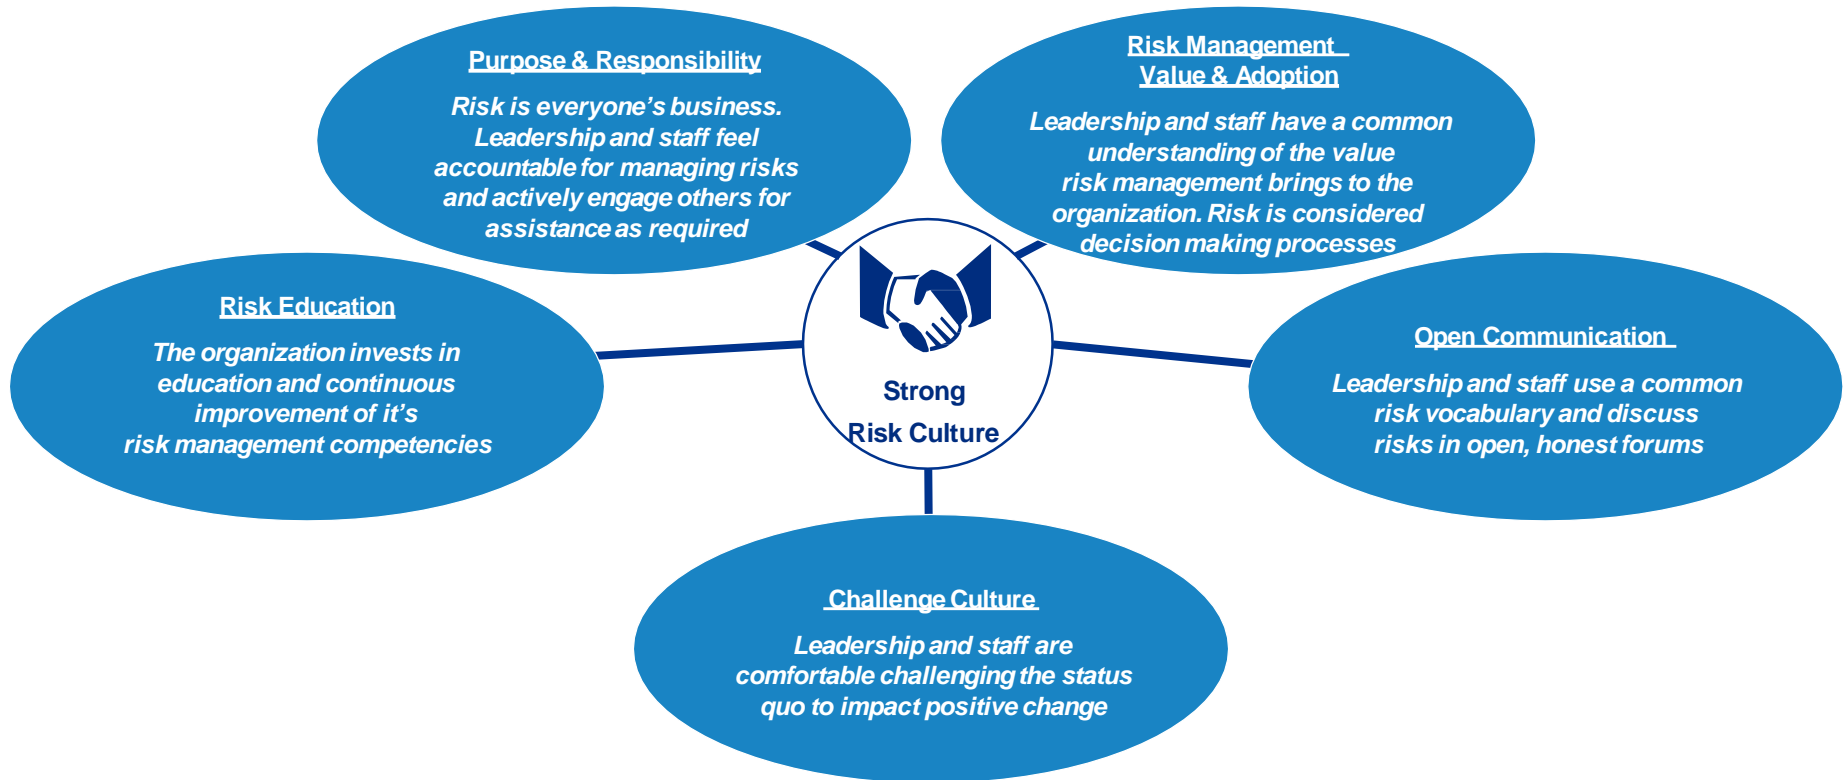 Purpose & Responsibility
Risk is everyone’s business.
Leadership and staff feel
accountable for managing risks
and actively engage others for
assistance as required
Risk Management
Value & Adoption
Leadership and staff have a common
understanding of the value
risk management brings to the
organization. Risk is considered
decision making processes
Risk Education
The organization invests in
education and continuous
improvement of it’s
risk management competencies
Strong
Risk Culture
Open Communication
Leadership and staff use a common
risk vocabulary and discuss
risks in open, honest forums
Challenge Culture
Leadership and staff are
comfortable challenging the status
quo to impact positive change